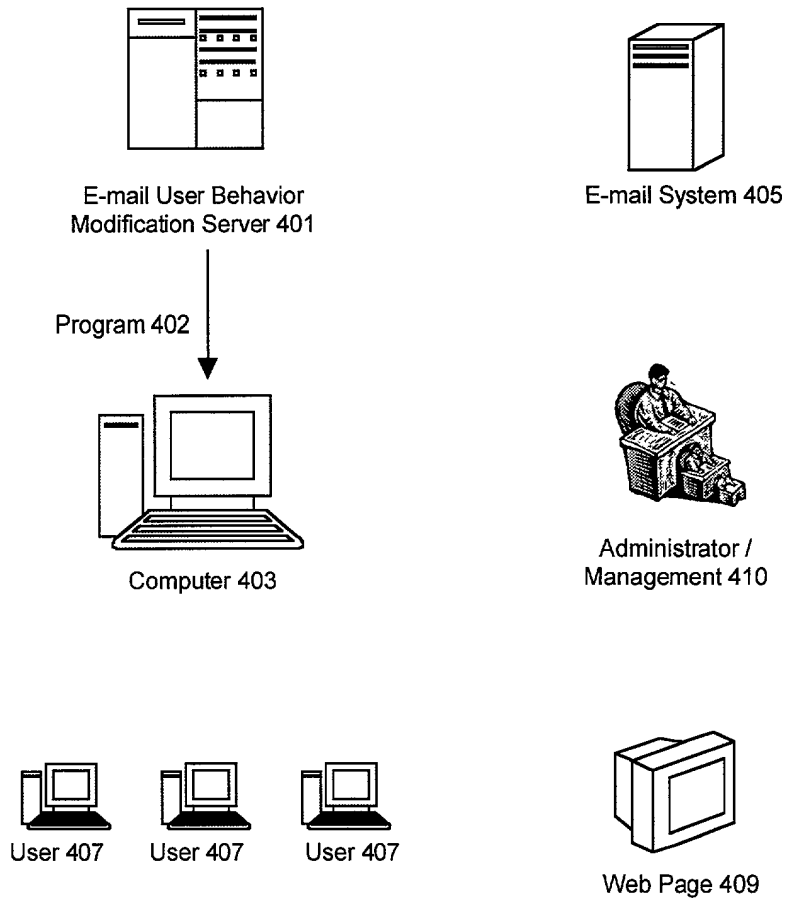 E-mail User Behavior
Modification Server 401
E-mail System 405
Program 402
Computer 403
Administrator /
Management 410
User 407
User 407
User 407
Web Page 409